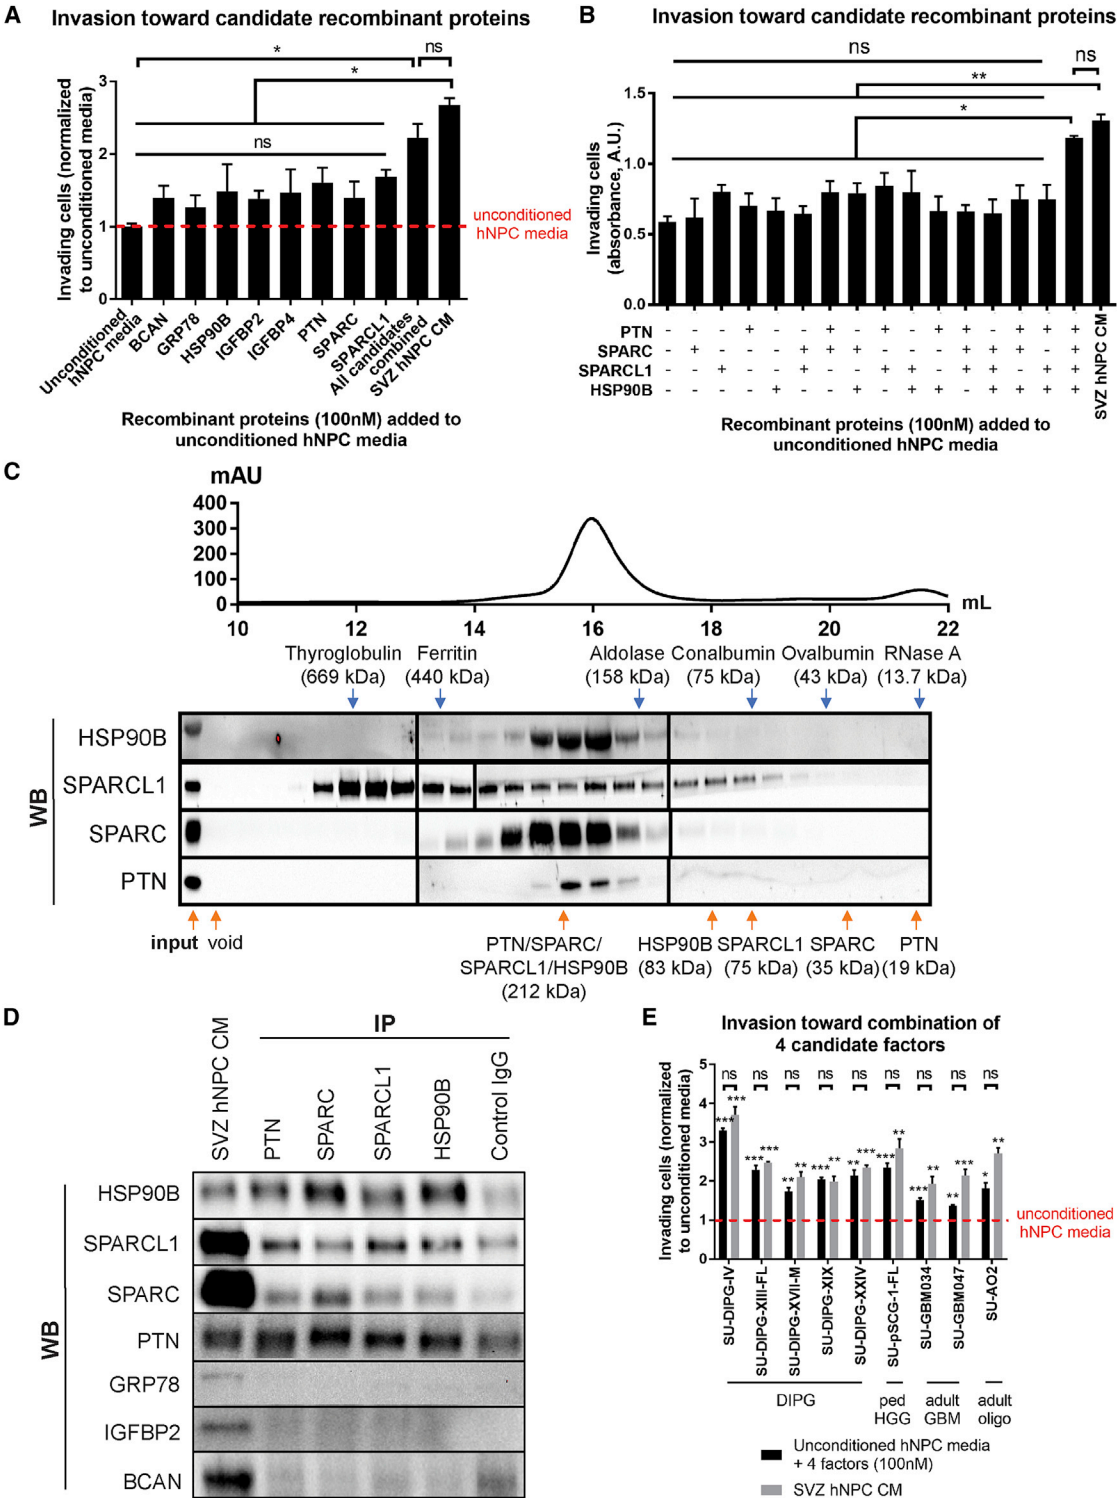 A
Invasion toward candidate recombinant proteins
ns
*
*
ns
Invading cells (normalized
to unconditioned media)
3
2
1
0
unconditioned
hNPC media
Unconditioned
hNPC media
BCAN
GRP78
HSP90B
IGFBP2
IGFBP4
PTN
SPARC
SPARCL1
All candidates
combined
SVZ hNPC CM
Recombinant proteins (100nM) added to
unconditioned hNPC media
B
Invasion toward candidate recombinant proteins
ns
ns
**
*
Invading cells
(absorbance, A.U.)
1.5
1.0
0.5
0.0
PTN - - - + - - + - + - + + - + - +
SPARC - + - - - + + + - - - + + + - +
SPARCL1 - - + - - + - - + + - + + - + +
HSP90B - - - - + - - + - + + - + + + +
SVZ hNPC CM
Recombinant proteins (100nM) added to
unconditioned hNPC media
C
mAU
400
300
200
100
0
10 12 14 16 18 20 22
mL
Thyroglobulin Ferritin Aldolase Conalbumin Ovalbumin RNase A
(669 kDa) (440 kDa) (158 kDa) (75 kDa) (43 kDa) (13.7 kDa)
WB
HSP90B
SPARCL1
SPARC
PTN
input void
PTN/SPARC/
SPARCL1/HSP90B
(212 kDa)
HSP90B SPARCL1 SPARC PTN
(83 kDa) (75 kDa) (35 kDa) (19 kDa)
D
IP
SVZ hNPC CM
PTN
SPARC
SPARCL1
HSP90B
Control IgG
WB
HSP90B
SPARCL1
SPARC
PTN
GRP78
IGFBP2
BCAN
E
Invasion toward combination of
4 candidate factors
Invading cells (normalized
to unconditioned media)
5
4
3
2
1
0
ns ns ns ns ns ns ns ns ns
*** *** *** *** ** ** *** ** ** *** *** ** *** ** ** *** * **
unconditioned
hNPC media
SU-DIPG-IV
SU-DIPG-XIII-FL
SU-DIPG-XVII-M
SU-DIPG-XIX
SU-DIPG-XXIV
SU-pSCG-1-FL
SU-GBM034
SU-GBM047
SU-AO2
DIPG
ped
HGG
adult
GBM
adult
oligo
Unconditioned hNPC media
+ 4 factors (100nM)
SVZ hNPC CM